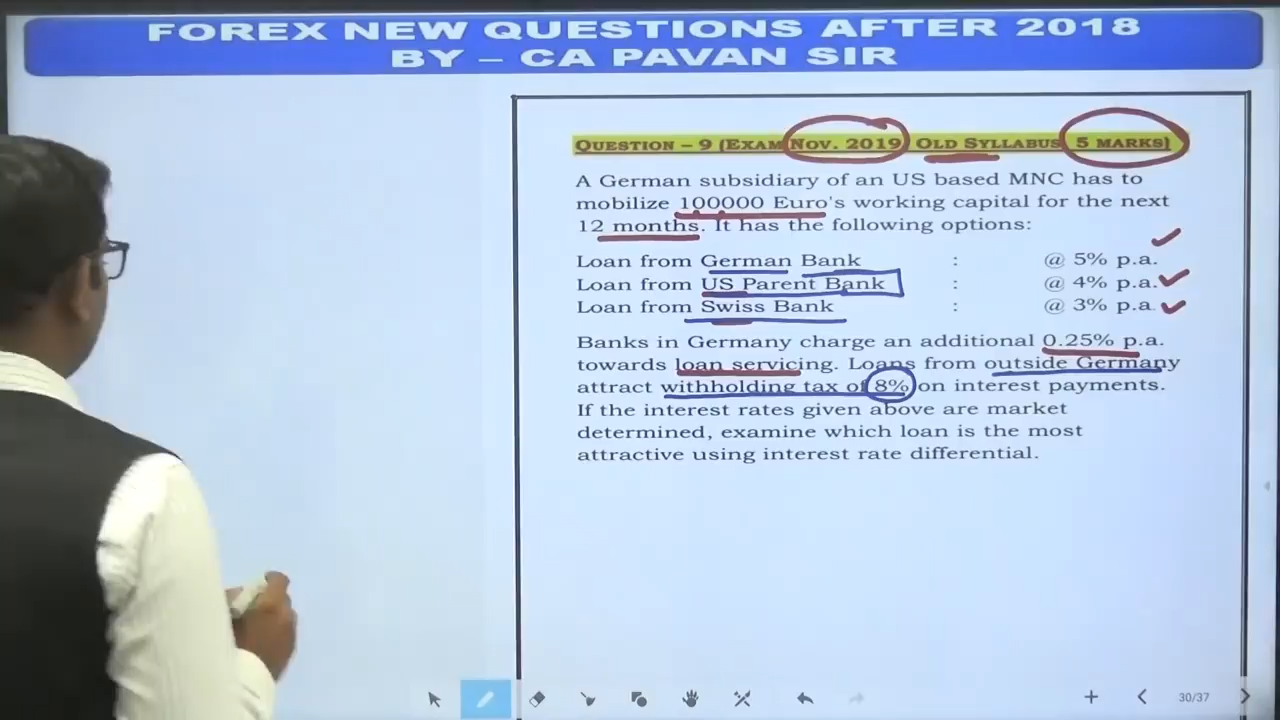 FOREX NEW QUESTIONS AFTER 2018
BY – CA PAVAN SIR
QUESTION – 9 (EXAM NOV. 2019 OLD SYLLABUS 5 MARKS)
A German subsidiary of an US based MNC has to
mobilize 100000 Euro's working capital for the next
12 months. It has the following options:
Loan from German Bank : @ 5% p.a.
Loan from US Parent Bank : @ 4% p.a.
Loan from Swiss Bank : @ 3% p.a.
Banks in Germany charge an additional 0.25% p.a.
towards loan servicing. Loans from outside Germany
attract withholding tax of 8% on interest payments.
If the interest rates given above are market
determined, examine which loan is the most
attractive using interest rate differential.
30/37